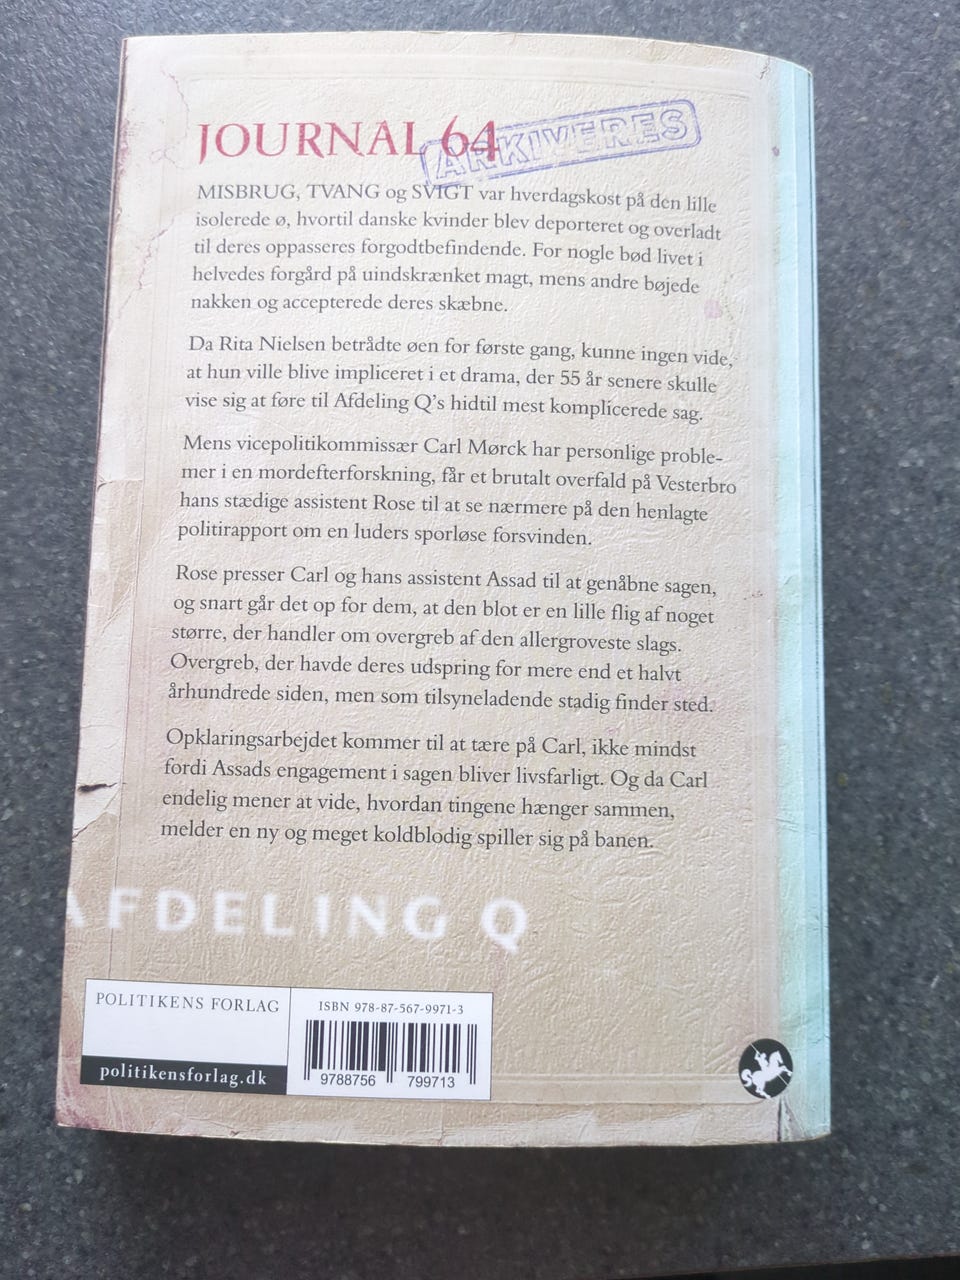 JOURNAL 64
ARKIVERES
MISBRUG, TVANG og SVIGT var hverdagskost på den lille
isolerede ø, hvortil danske kvinder blev deporteret og overladt
til deres oppasseres forgodtbefindende. For nogle bød livet i
helvedes forgård på uindskrænket magt, mens andre bøjede
nakken og accepterede deres skæbne.
Da Rita Nielsen betrådte øen for første gang, kunne ingen vide,
at hun ville blive impliceret i et drama, der 55 år senere skulle
vise sig at føre til Afdeling Q's hidtil mest komplicerede sag.
Mens vicepolitikommissær Carl Mørck har personlige proble-
mer i en mordefterforskning, får et brutalt overfald på Vesterbro
hans stædige assistent Rose til at se nærmere på den henlagte
politirapport om en luders sporløse forsvinden.
Rose presser Carl og hans assistent Assad til at genåbne sagen,
og snart går det op for dem, at den blot er en lille flig af noget
større, der handler om overgreb af den allergroveste slags.
Overgreb, der havde deres udspring for mere end et halvt
århundrede siden, men som tilsyneladende stadig finder sted.
Opklaringsarbejdet kommer til at tære på Carl, ikke mindst
fordi Assads engagement i sagen bliver livsfarligt. Og da Carl
endelig mener at vide, hvordan tingene hænger sammen,
melder en ny og meget koldblodig spiller sig på banen.
AFDELING Q
POLITIKENS FORLAG
politikensforlag.dk
ISBN 978-87-567-9971-3
9788756 799713